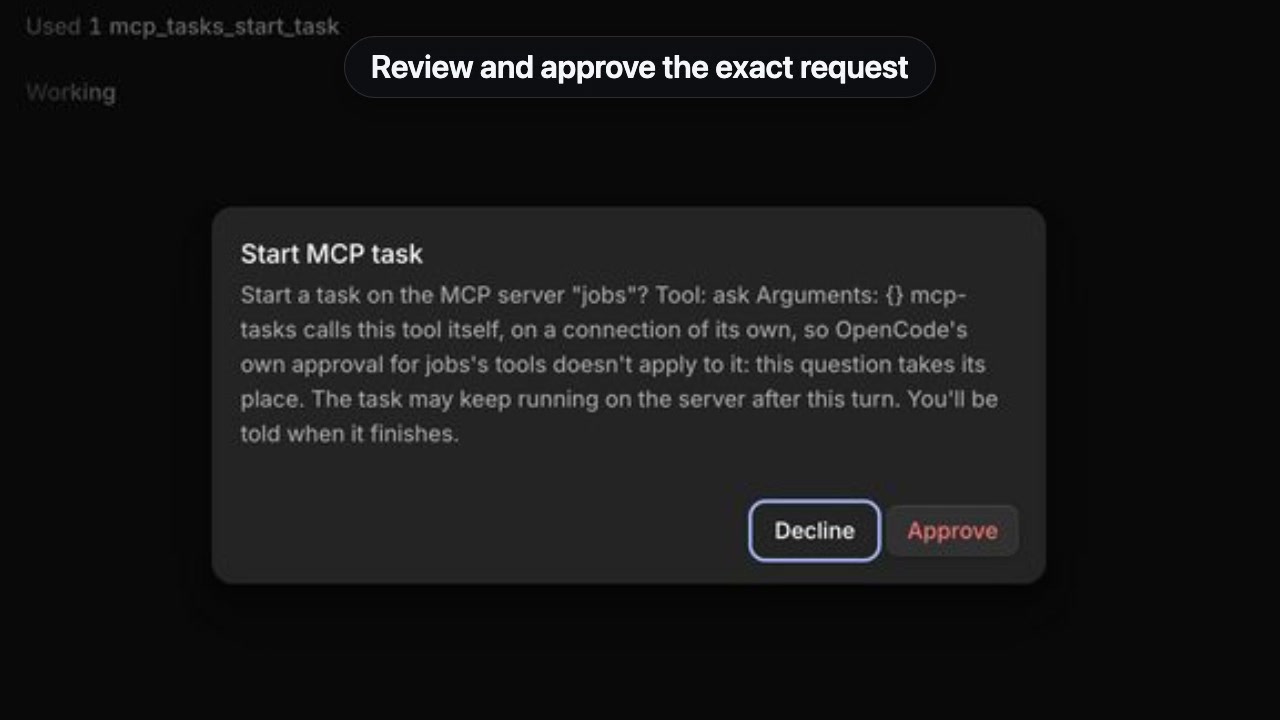 Used 1 mcp_tasks_start_task
Review and approve the exact request
Working
Start MCP task
Start a task on the MCP server "jobs"? Tool: ask Arguments: {} mcp-
tasks calls this tool itself, on a connection of its own, so OpenCode's
own approval for jobs's tools doesn't apply to it: this question takes its
place. The task may keep running on the server after this turn. You'll be
told when it finishes.
Decline
Approve